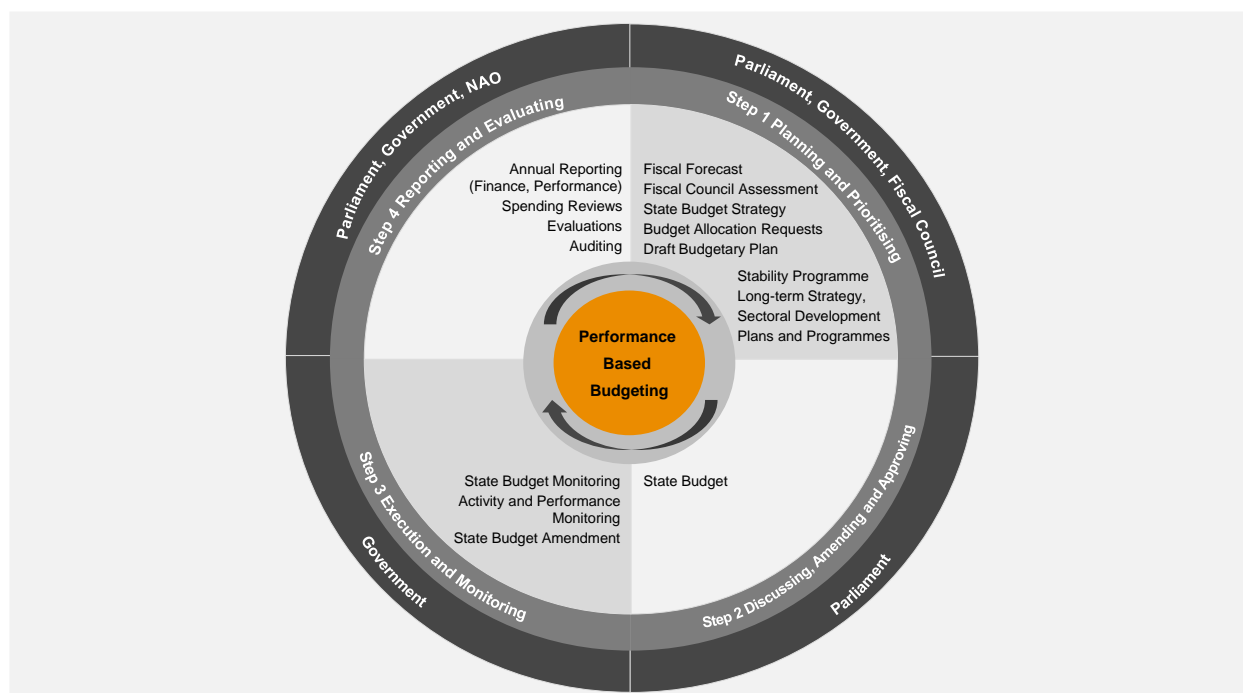 Parliament, Government, NAO
Parliament, Government, Fiscal Council
Step 4 Reporting and Evaluating
Step 1 Planning and Prioritising
Annual Reporting
(Finance, Performance)
Spending Reviews
Evaluations
Auditing
Fiscal Forecast
Fiscal Council Assessment
State Budget Strategy
Budget Allocation Requests
Draft Budgetary Plan
Stability Programme
Long-term Strategy,
Sectoral Development
Plans and Programmes
Performance
Based
Budgeting
State Budget Monitoring
Activity and Performance
Monitoring
State Budget Amendment
State Budget
Step 3 Execution and Monitoring
Step 2 Discussing, Amending and Approving
Government
Parliament